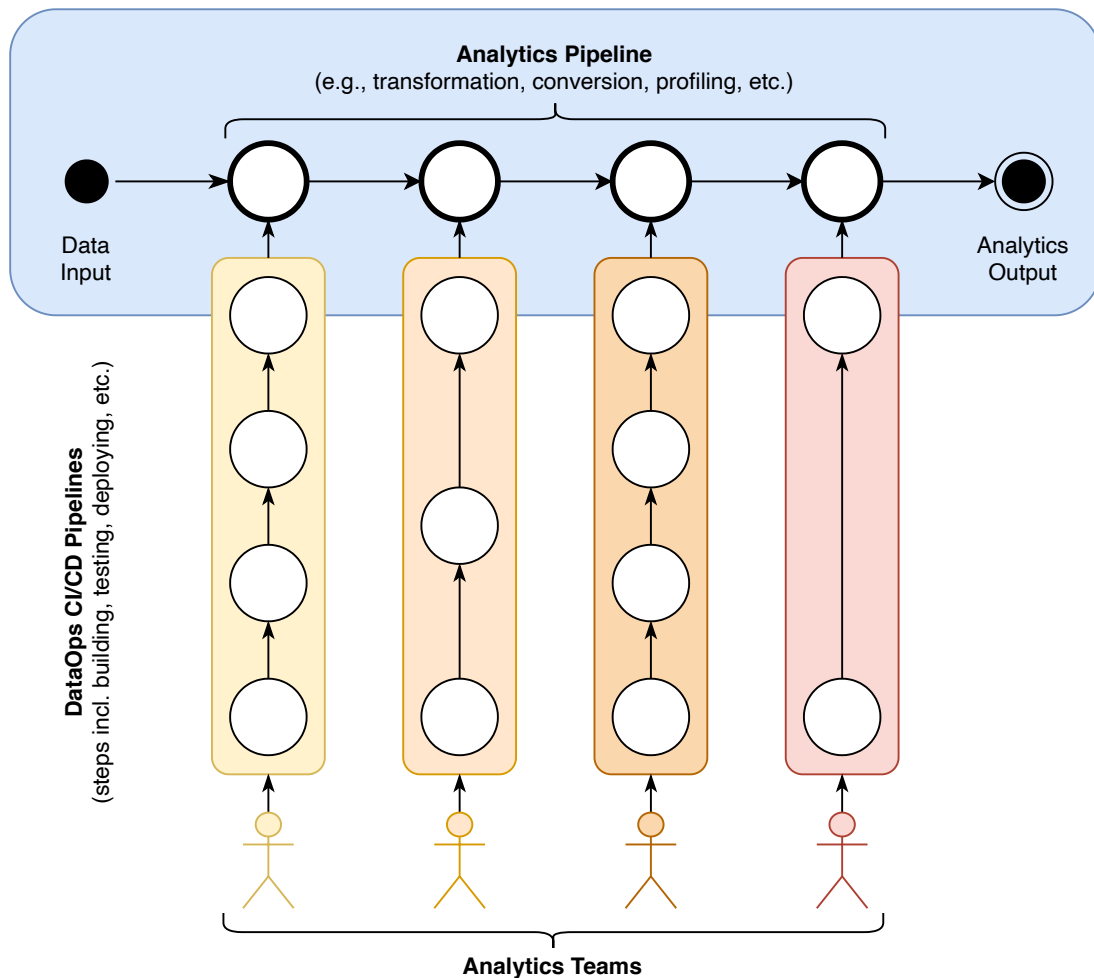 Analytics Pipeline
(e.g., transformation, conversion, profiling, etc.)
Data
Input
Analytics
Output
DataOps CI/CD Pipelines
(steps incl. building, testing, deploying, etc.)
Analytics Teams